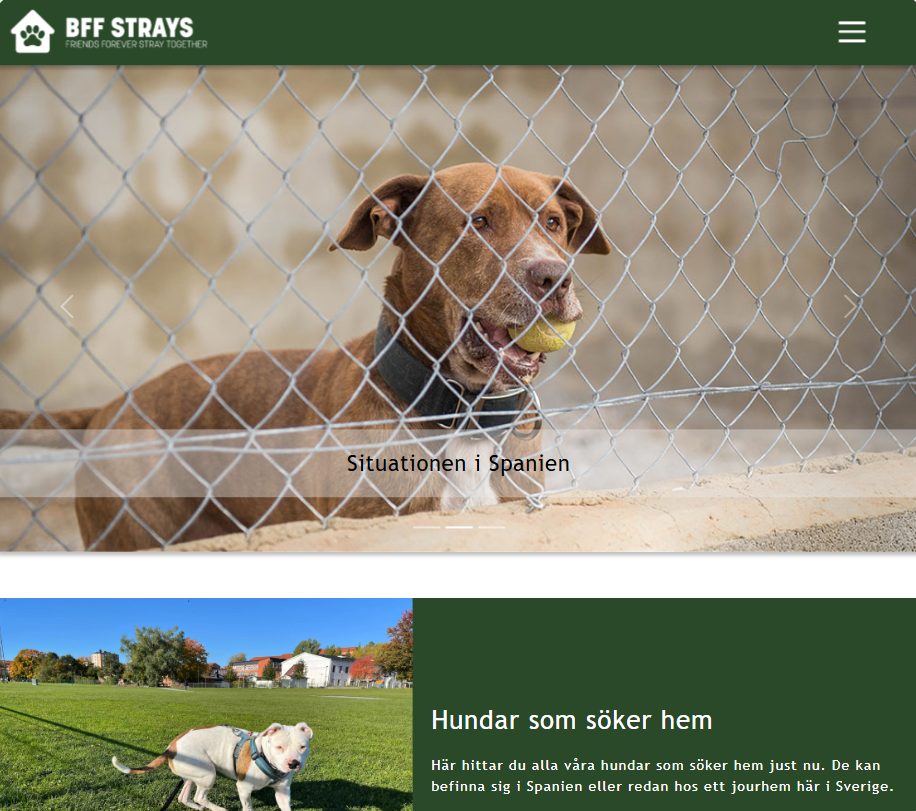 BFF STRAYS
FRIENDS FOREVER STRAY TOGETHER
Situationen i Spanien
Hundar som söker hem
Här hittar du alla våra hundar som söker hem just nu. De kan
befinna sig i Spanien eller redan hos ett jourhem här i Sverige.